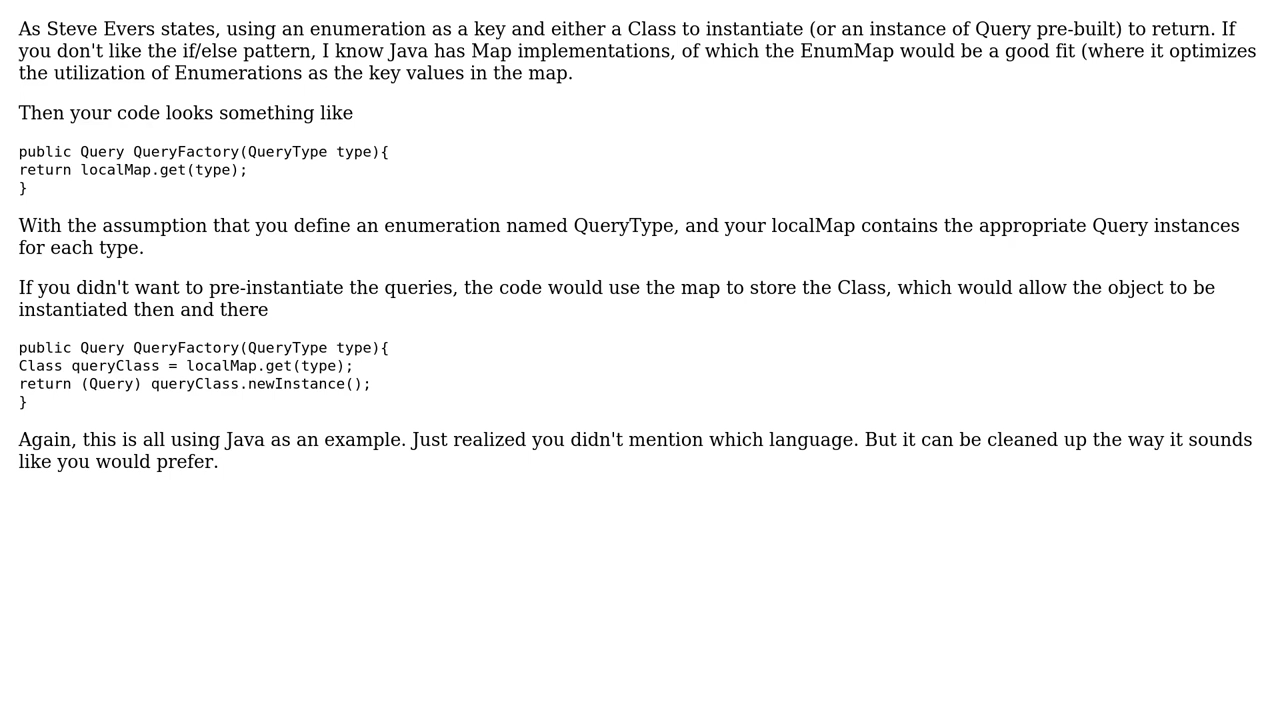 As Steve Evers states, using an enumeration as a key and either a Class to instantiate (or an instance of Query pre-built) to return. If
you don't like the if/else pattern, I know Java has Map implementations, of which the EnumMap would be a good fit (where it optimizes
the utilization of Enumerations as the key values in the map.
Then your code looks something like
public Query QueryFactory(QueryType type){
return localMap.get(type);
}
With the assumption that you define an enumeration named QueryType, and your localMap contains the appropriate Query instances
for each type.
If you didn't want to pre-instantiate the queries, the code would use the map to store the Class, which would allow the object to be
instantiated then and there
public Query QueryFactory(QueryType type){
Class queryClass = localMap.get(type);
return (Query) queryClass.newInstance();
}
Again, this is all using Java as an example. Just realized you didn't mention which language. But it can be cleaned up the way it sounds
like you would prefer.